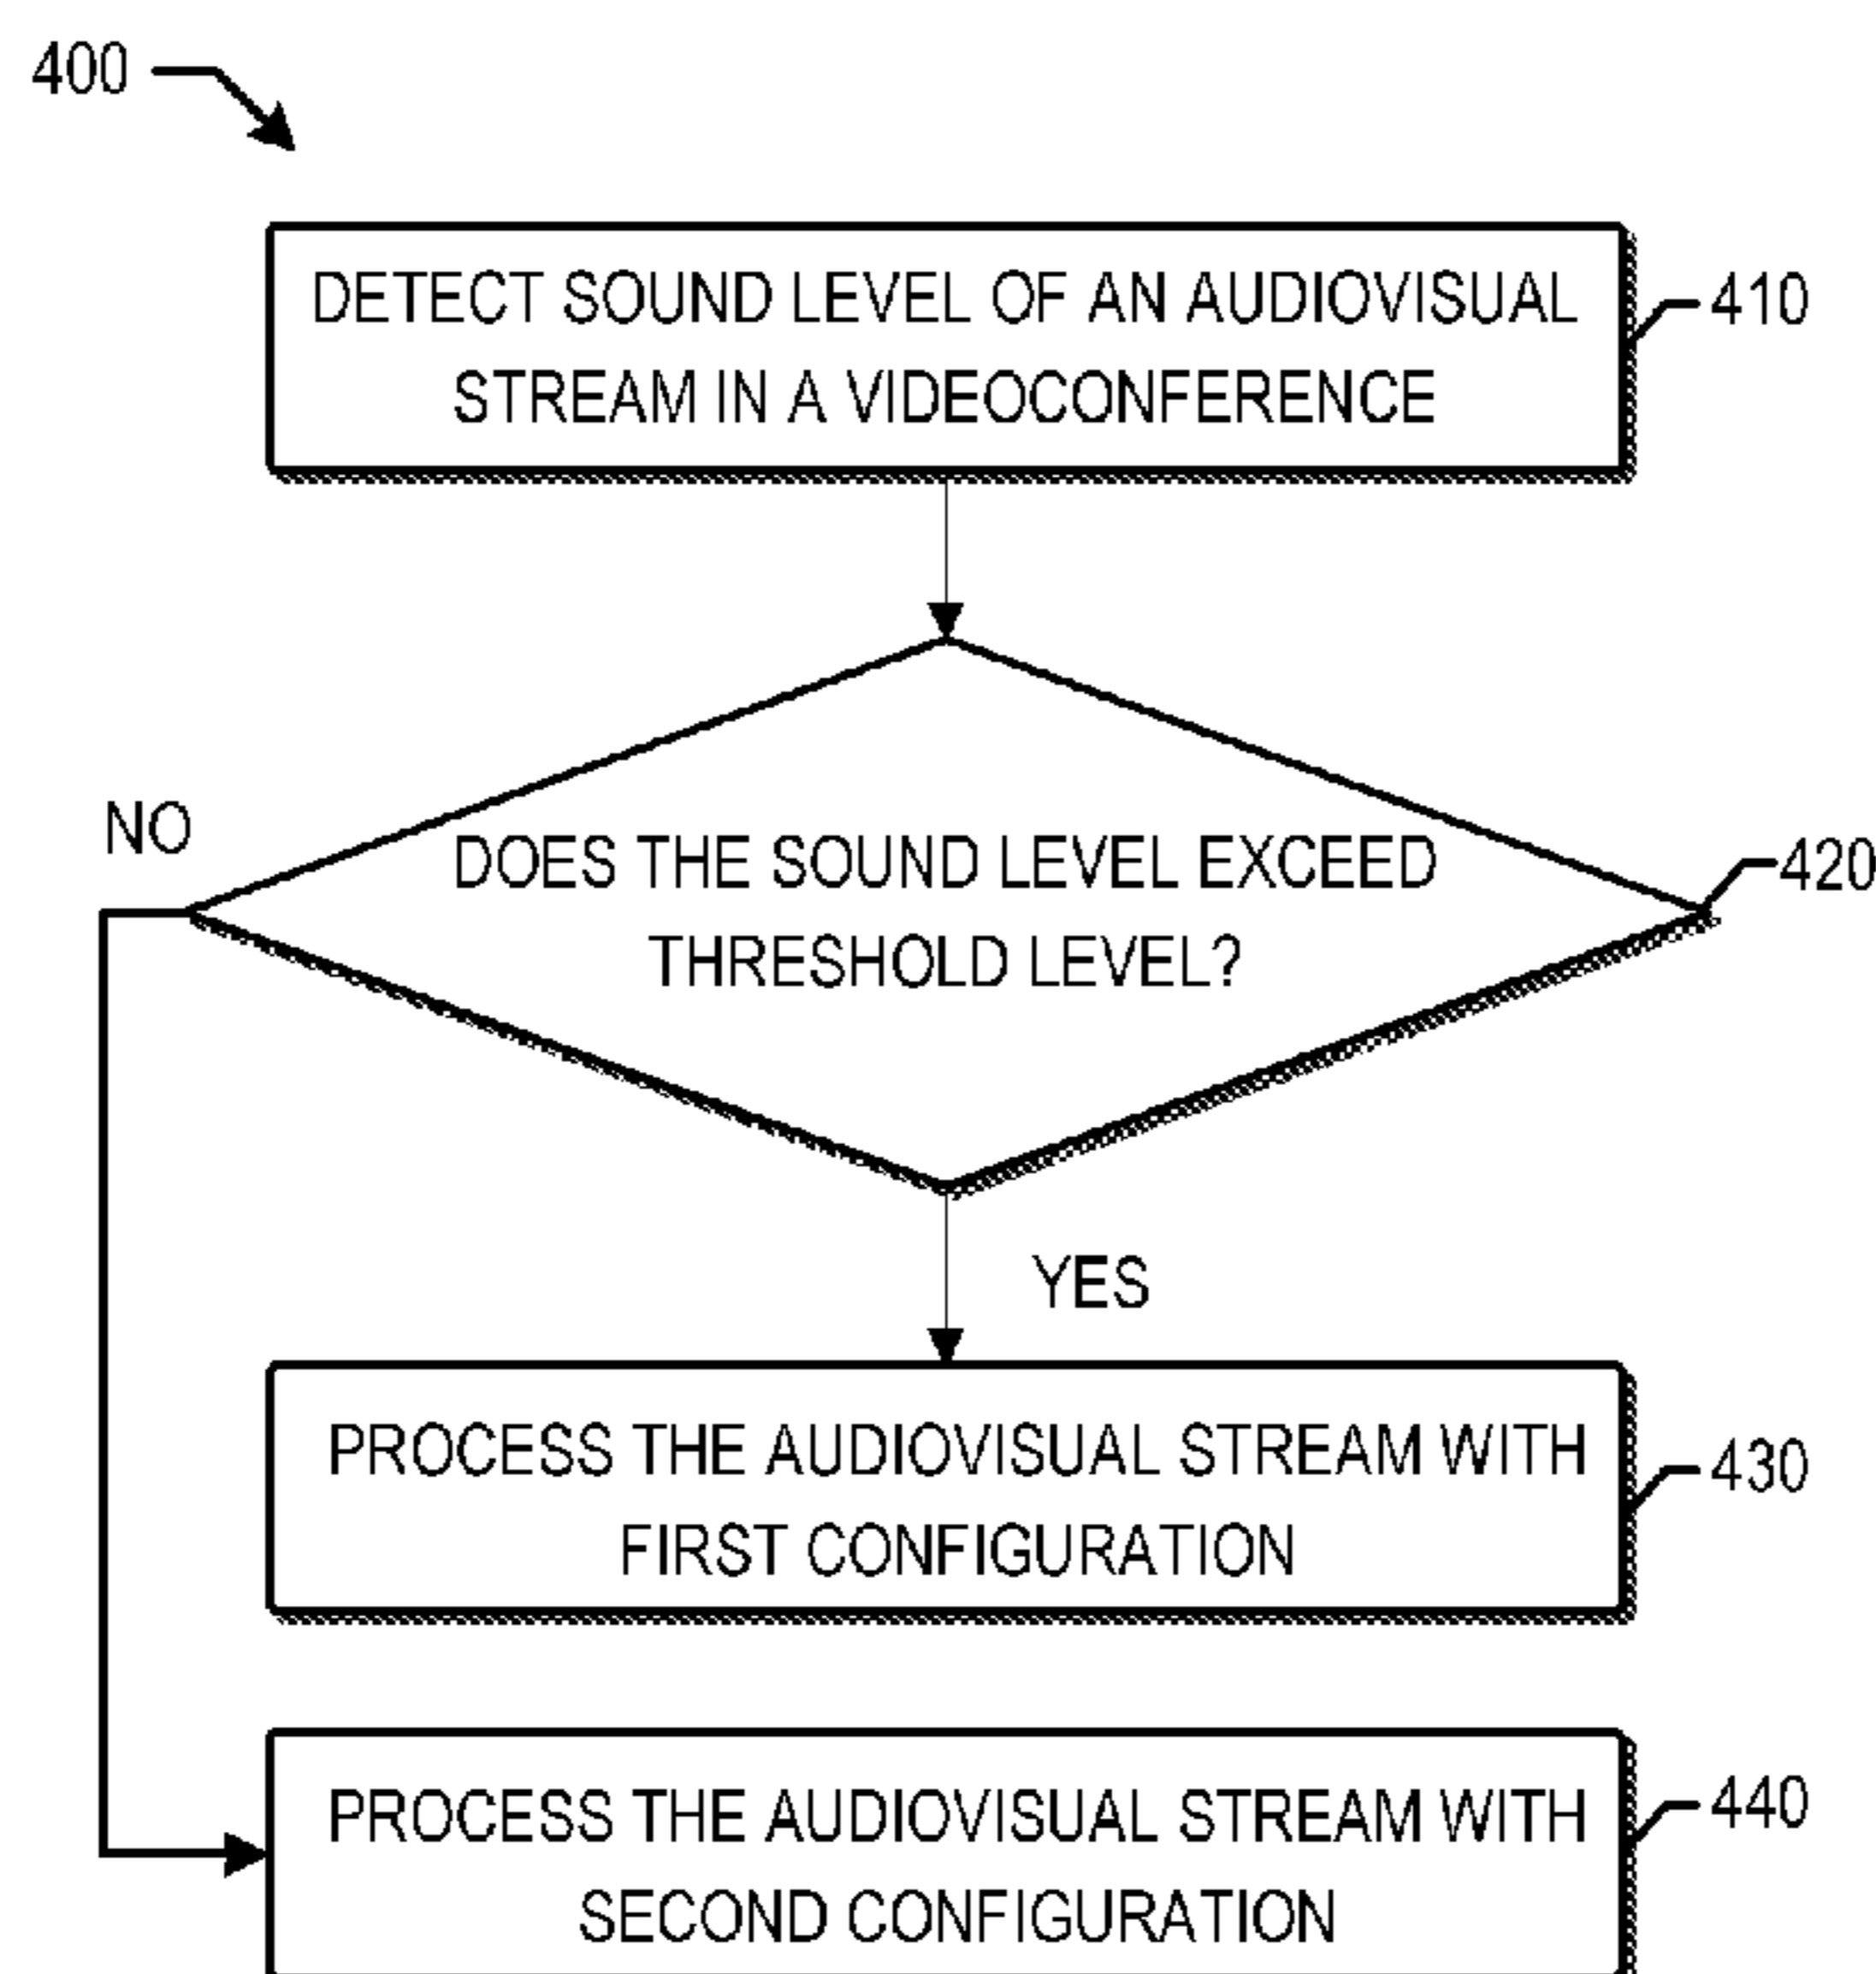 400
DETECT SOUND LEVEL OF AN AUDIOVISUAL
STREAM IN A VIDEOCONFERENCE
410
NO
DOES THE SOUND LEVEL EXCEED
THRESHOLD LEVEL?
420
YES
PROCESS THE AUDIOVISUAL STREAM WITH
FIRST CONFIGURATION
430
PROCESS THE AUDIOVISUAL STREAM WITH
SECOND CONFIGURATION
440